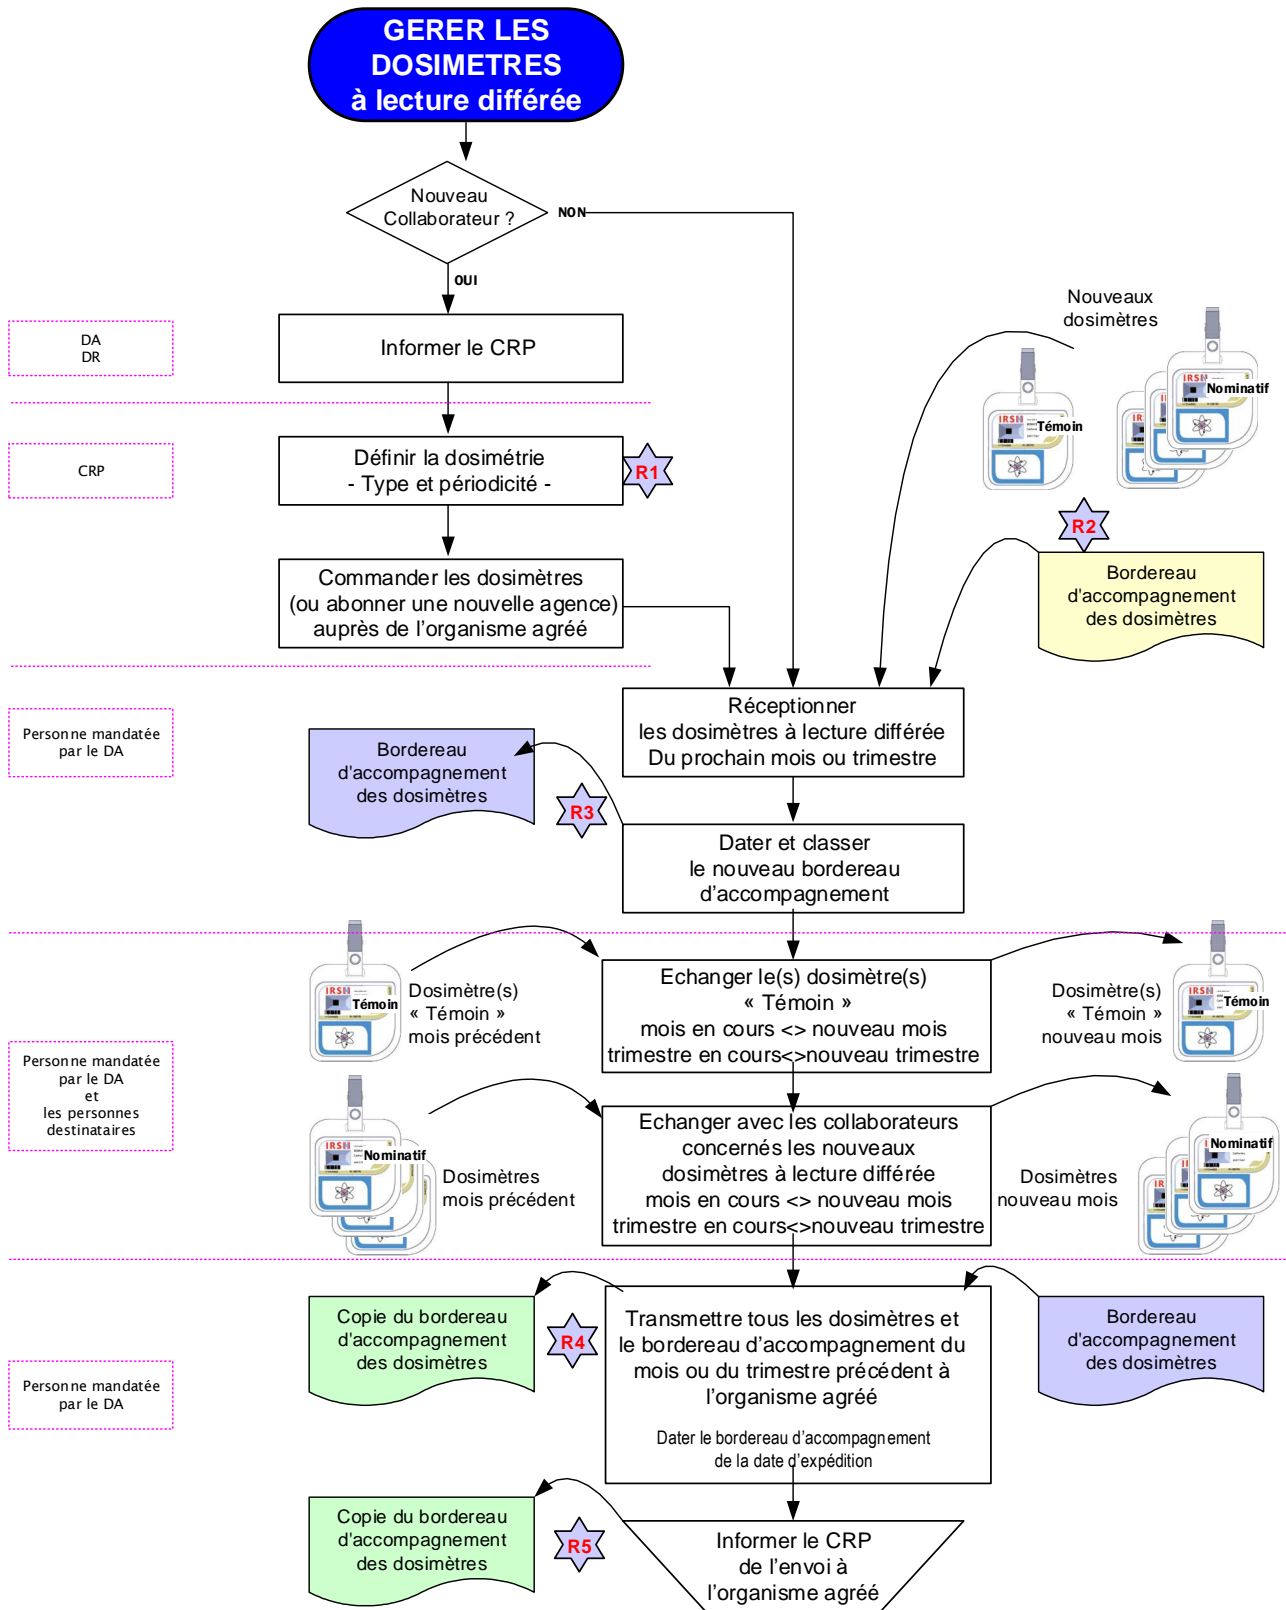 GERER LES
DOSIMETRES
à lecture différée
Nouveau
Collaborateur ?
NON
OUI
DA
DR
Informer le CRP
Nouveaux
dosimètres
IRSN
Témoin
IRSN
Nominatif
CRP
Définir la dosimétrie
- Type et périodicité -
R1
R2
Commander les dosimètres
(ou abonner une nouvelle agence)
auprès de l'organisme agréé
Bordereau
d'accompagnement
des dosimètres
Personne mandatée
par le DA
Réceptionner
les dosimètres à lecture différée
Du prochain mois ou trimestre
Bordereau
d'accompagnement
des dosimètres
R3
Dater et classer
le nouveau bordereau
d'accompagnement
IRSN
Témoin
Dosimètre(s)
« Témoin »
mois précédent
Echanger le(s) dosimètre(s)
« Témoin »
mois en cours <> nouveau mois
trimestre en cours<>nouveau trimestre
Dosimètre(s)
« Témoin »
nouveau mois
IRSN
Témoin
Personne mandatée
par le DA
et
les personnes
destinataires
IRSN
Nominatif
Dosimètres
mois précédent
Echanger avec les collaborateurs
concernés les nouveaux
dosimètres à lecture différée
mois en cours <> nouveau mois
trimestre en cours<>nouveau trimestre
Dosimètres
nouveau mois
Nominatif
Copie du bordereau
d'accompagnement
des dosimètres
R4
Transmettre tous les dosimètres et
le bordereau d'accompagnement du
mois ou du trimestre précédent à
l'organisme agréé
Dater le bordereau d'accompagnement
de la date d'expédition
Bordereau
d'accompagnement
des dosimètres
Personne mandatée
par le DA
Copie du bordereau
d'accompagnement
des dosimètres
R5
Informer le CRP
de l'envoi à
l'organisme agréé